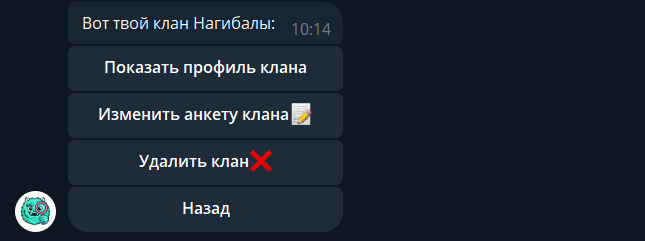 Вот твой клан Нагибалы:
10:14
Показать профиль клана
Изменить анкету клана📝
Удалить клан❌
Назад